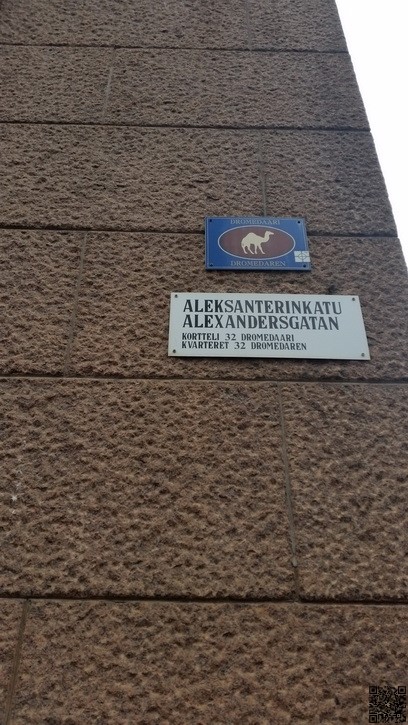 DROMEDAARI
DROMEDAREN
ALEKSANTERINKATU
ALEXANDERSGATAN
KORTTELI 32 DROMEDAARI
KVARTERET 32 DROMEDAREN